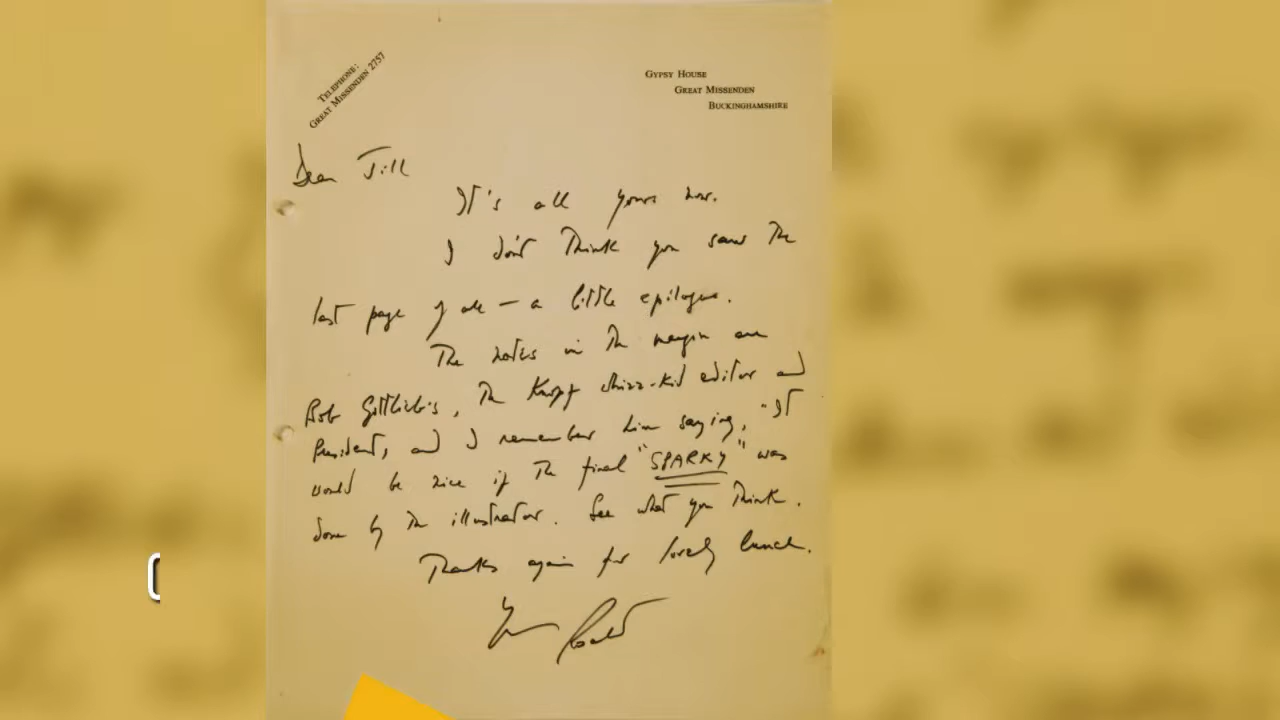 TELEPHONE:
GREAT MISSENDEN 2757
GYPSY HOUSE
GREAT MISSENDEN
BUCKINGHAMSHIRE
Dear Jill
It's all yours now.
I don't think you saw the
last page of all — a little epilogue.
The notes in the margin are
Bob Gottlieb's, the Knopf whizz-kid editor and
President, and I remember him saying, "It
would be nice if the final "SPARKY" was
done by the illustrator. See what you think.
Thanks again for lovely lunch.
Yours Roald